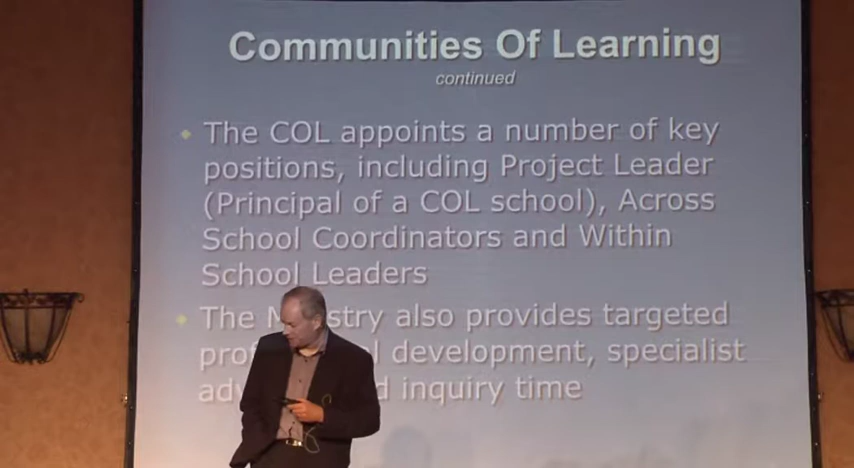 Communities Of Learning
continued
The COL appoints a number of key
positions, including Project Leader
(Principal of a COL school), Across
School Coordinators and Within
School Leaders
The also provides targeted
development, specialist
inquiry time